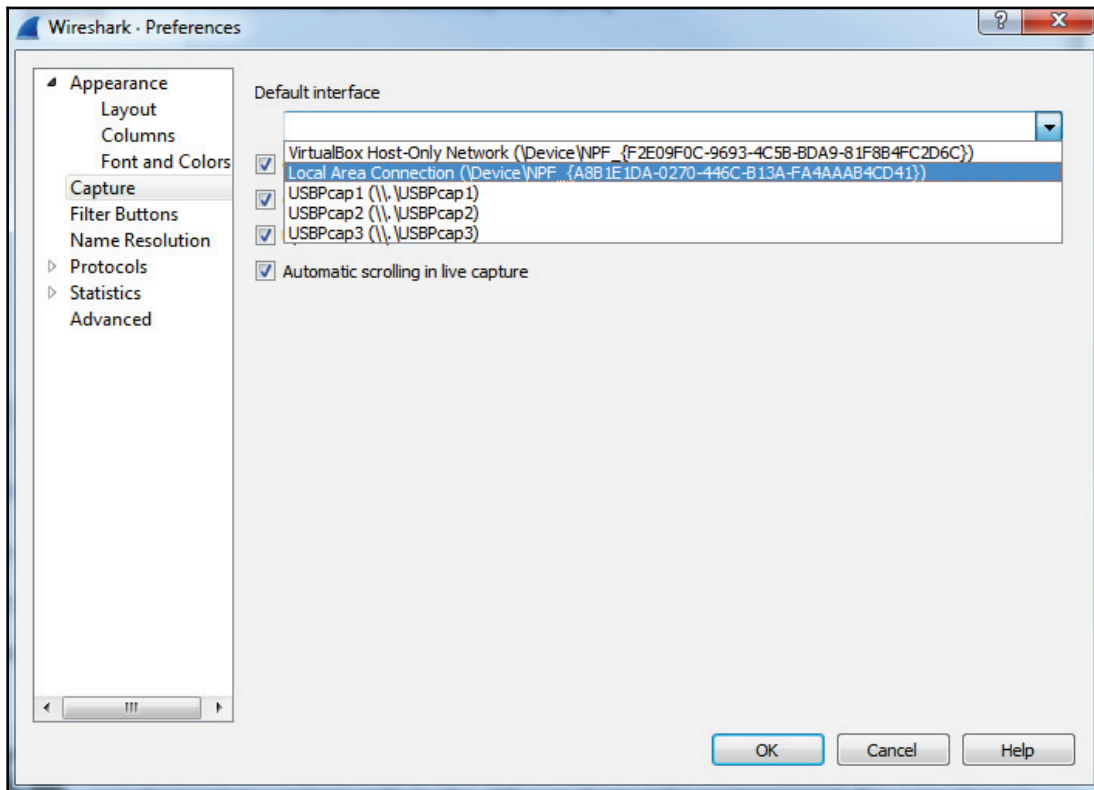 Wireshark · Preferences
Appearance
Layout
Columns
Font and Colors
Capture
Filter Buttons
Name Resolution
Protocols
Statistics
Advanced
Default interface
VirtualBox Host-Only Network (\Device\NPF_{F2E09F0C-9693-4C5B-BDA9-81F8B4FC2D6C})
Local Area Connection (\Device\NPF_{A8B1E1DA-0270-446C-B13A-FA4AAAB4CD41})
USBPcap1 (\\.\USBPcap1)
USBPcap2 (\\.\USBPcap2)
USBPcap3 (\\.\USBPcap3)
Automatic scrolling in live capture
OK
Cancel
Help